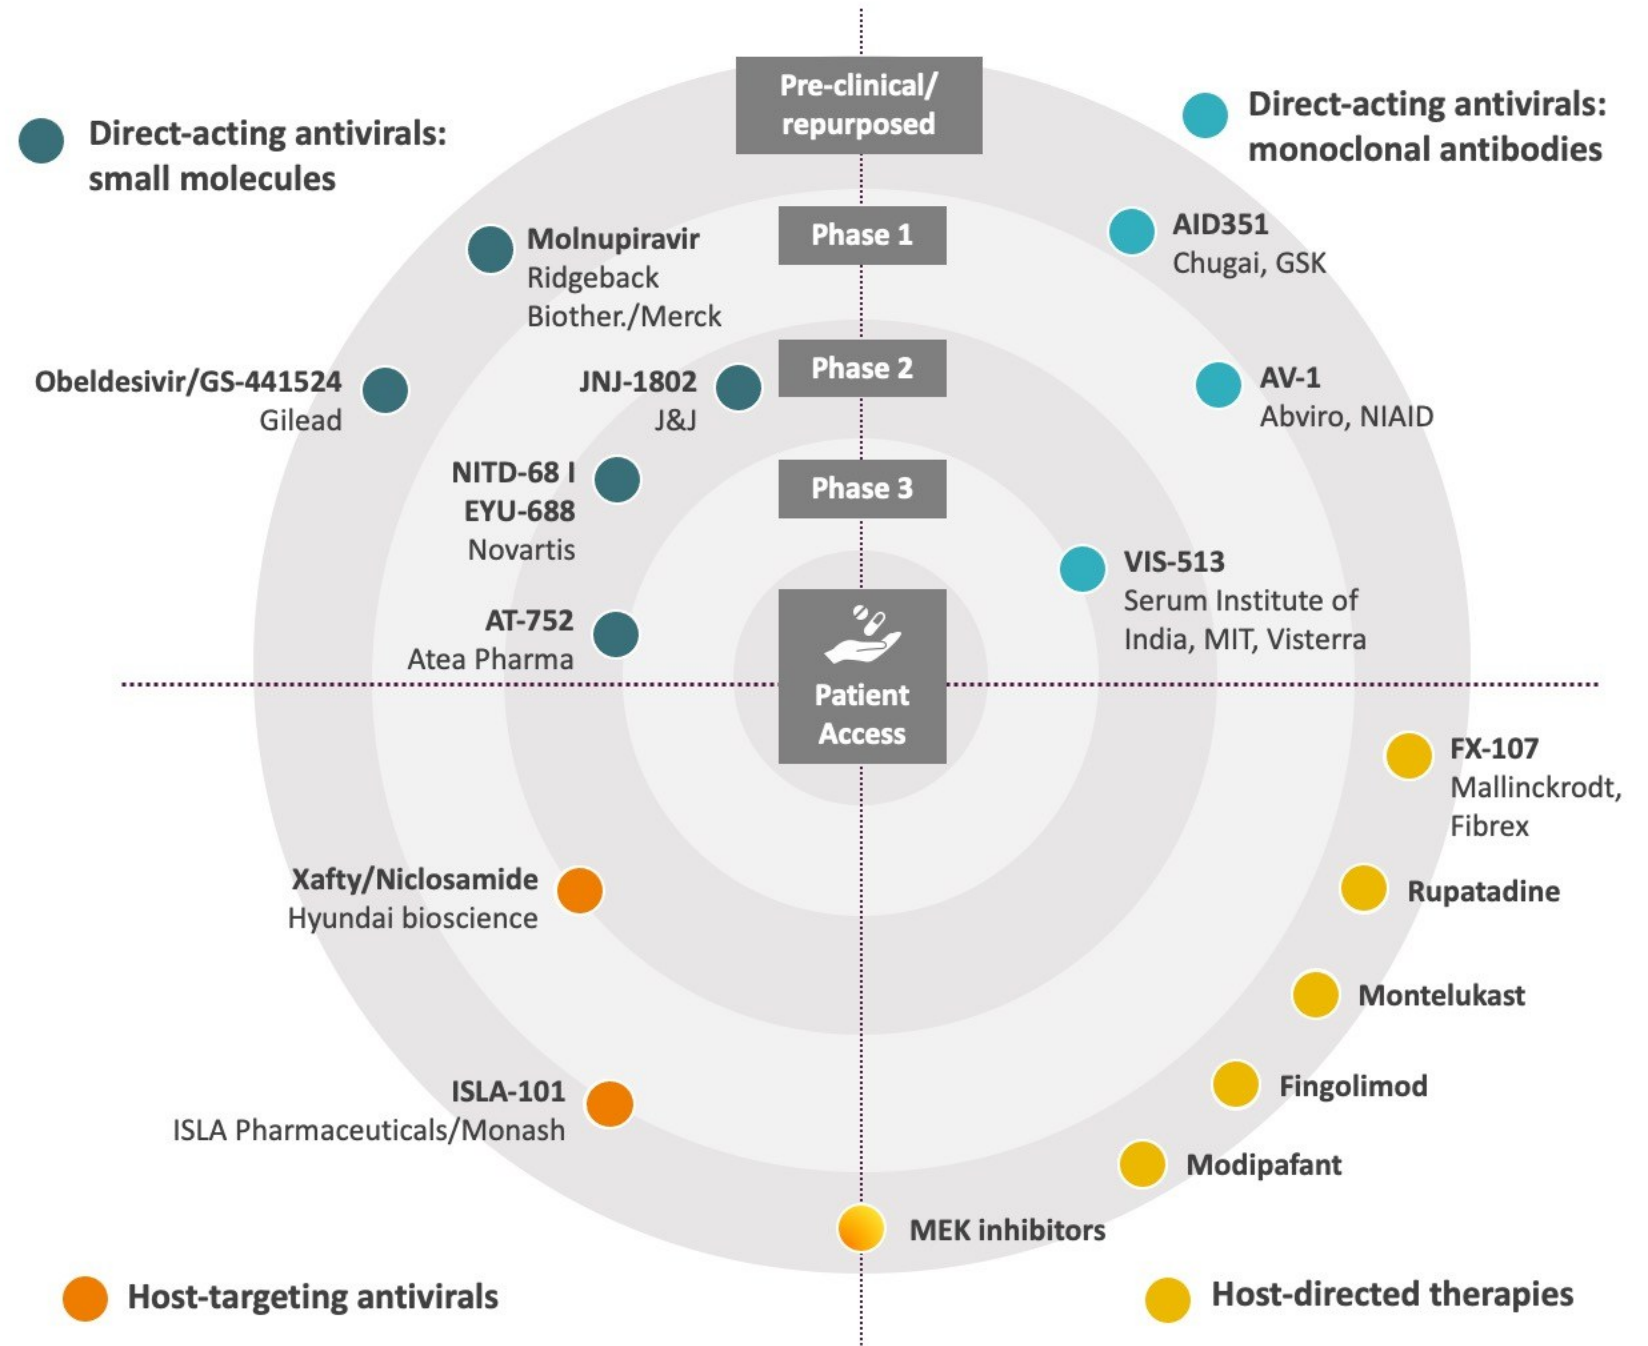 Pre-clinical/
repurposed
Direct-acting antivirals:
small molecules
Direct-acting antivirals:
monoclonal antibodies
Phase 1
Molnupiravir
Ridgeback
Biother./Merck
AID351
Chugai, GSK
Obeldesivir/GS-441524
Gilead
JNJ-1802
J&J
Phase 2
AV-1
Abviro, NIAID
NITD-68 I
EYU-688
Novartis
Phase 3
VIS-513
Serum Institute of
India, MIT, Visterra
AT-752
Atea Pharma
Patient
Access
FX-107
Mallinckrodt,
Fibrex
Xafty/Niclosamide
Hyundai bioscience
Rupatadine
Montelukast
ISLA-101
ISLA Pharmaceuticals/Monash
Fingolimod
Modipafant
MEK inhibitors
Host-targeting antivirals
Host-directed therapies